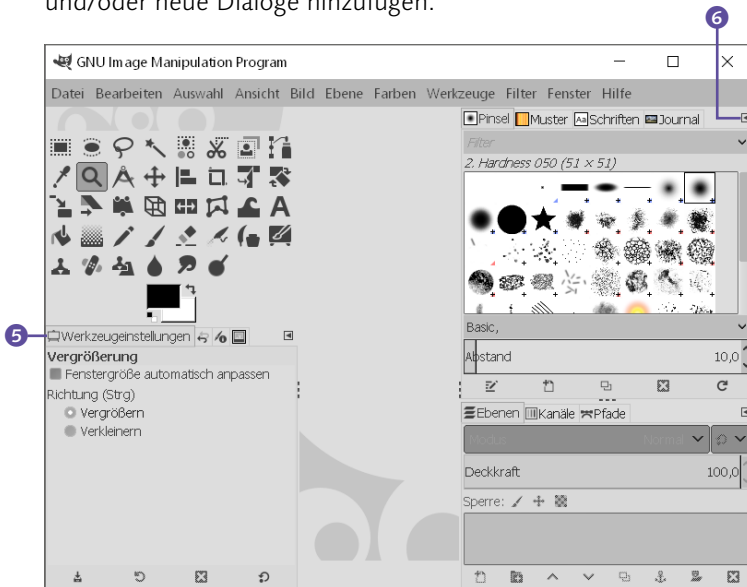 und/oder neue Dialoge hinzufügen.
6
GNU Image Manipulation Program
Datei Bearbeiten Auswahl Ansicht Bild Ebene Farben Werkzeuge Filter Fenster Hilfe
Pinsel Muster Aa Schriften Journal
Filter
2. Hardness 050 (51 × 51)
Basic,
Abstand 10,0
5
Werkzeugeinstellungen
Vergrößerung
Fenstergröße automatisch anpassen
Richtung (Strg)
Vergrößern
Verkleinern
Ebenen Kanäle Pfade
Modus Normal
Deckkraft 100,0
Sperre: